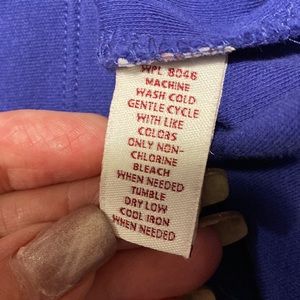 WPL 8046
MACHINE
WASH COLD
GENTLE CYCLE
WITH LIKE
COLORS
ONLY NON-
CHLORINE
BLEACH
WHEN NEEDED
TUMBLE
DRY LOW
COOL IRON
WHEN NEEDED